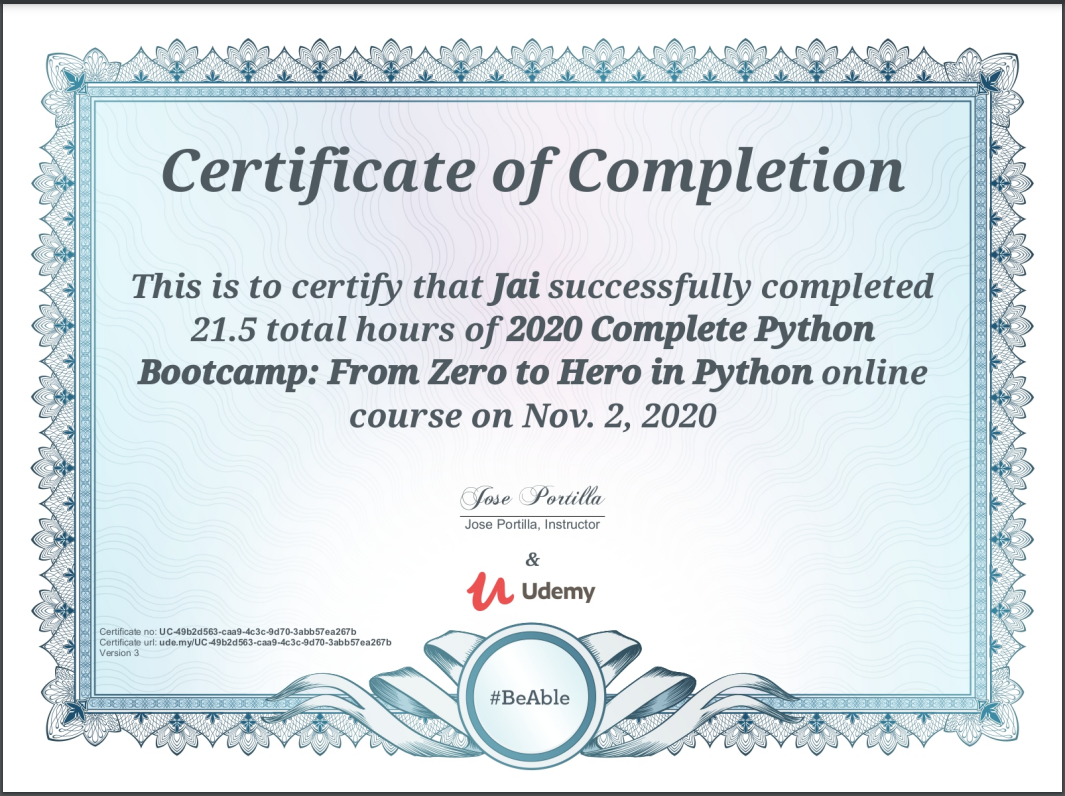 Certificate of Completion
This is to certify that Jai successfully completed
21.5 total hours of 2020 Complete Python
Bootcamp: From Zero to Hero in Python online
course on Nov. 2, 2020
Jose Portilla
Jose Portilla, Instructor
&
Udemy
Certificate no: UC-49b2d563-caa9-4c3c-9d70-3abb57ea267b
Certificate url: ude.my/UC-49b2d563-caa9-4c3c-9d70-3abb57ea267b
Version 3
#BeAble